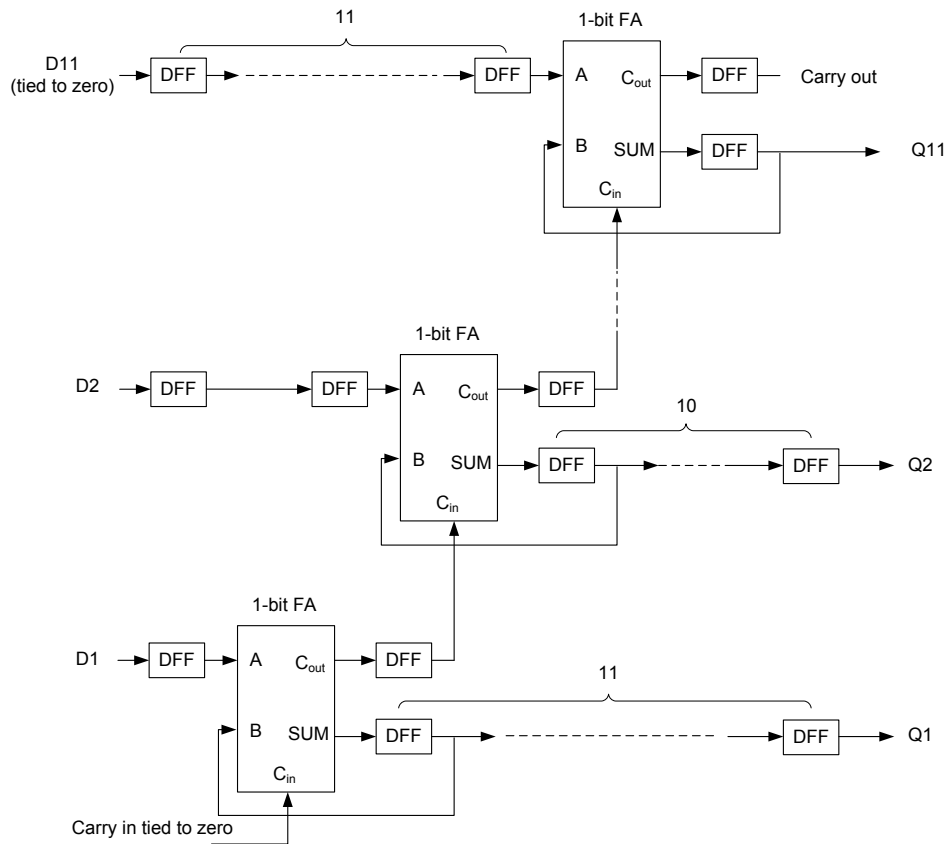 11
1-bit FA
D11
(tied to zero)
DFF
DFF
A
Cout
DFF
Carry out
B
SUM
DFF
Q11
Cin
1-bit FA
D2
DFF
DFF
A
Cout
DFF
10
B
SUM
DFF
DFF
Q2
Cin
1-bit FA
D1
DFF
A
Cout
DFF
11
B
SUM
DFF
DFF
Q1
Cin
Carry in tied to zero